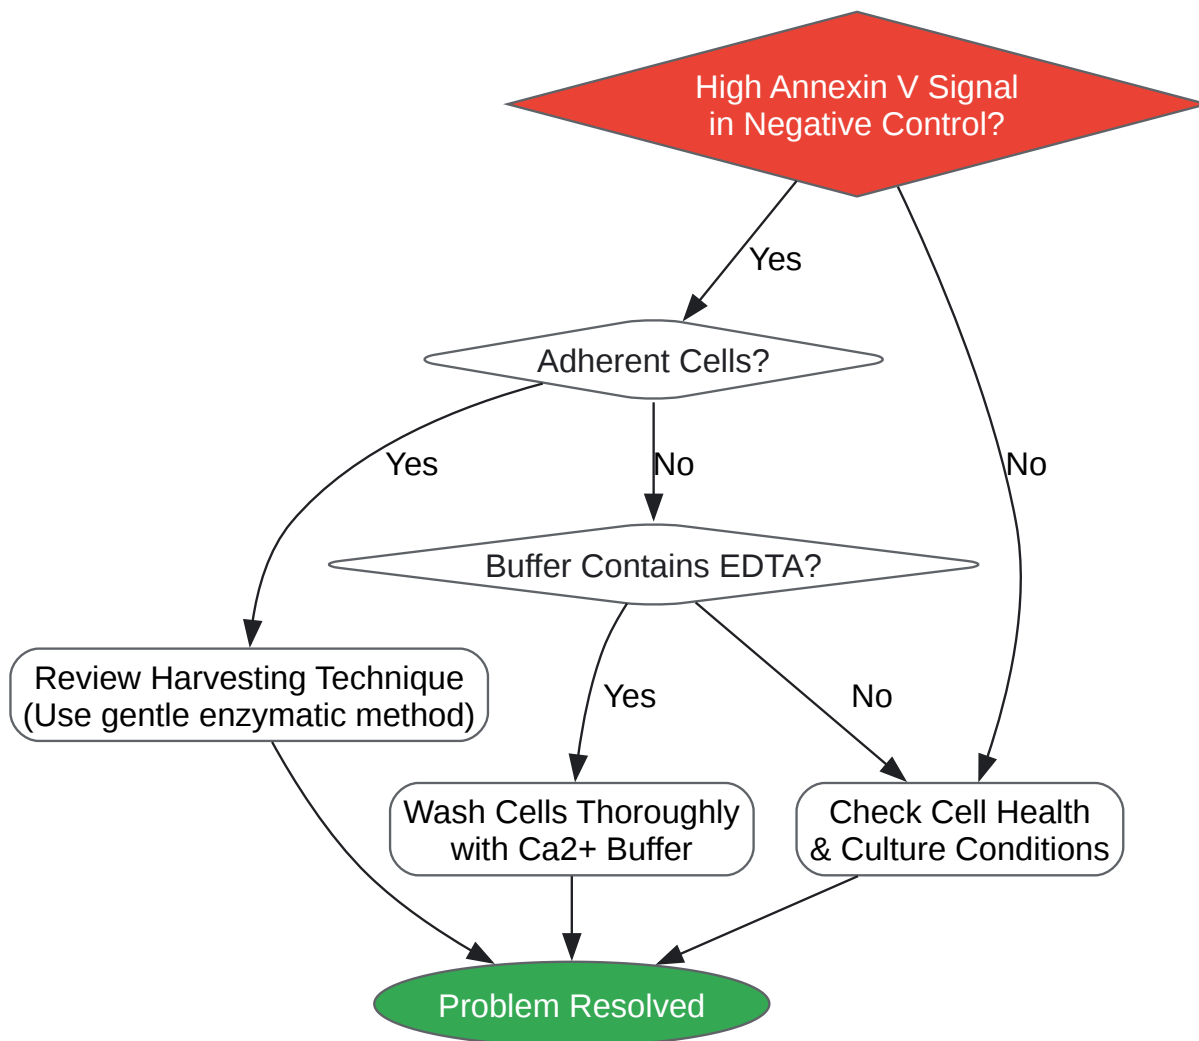 High Annexin V Signal
in Negative Control?
Yes
Adherent Cells?
Yes
No
No
Buffer Contains EDTA?
Review Harvesting Technique
(Use gentle enzymatic method)
Yes
No
Wash Cells Thoroughly
with Ca2+ Buffer
Check Cell Health
& Culture Conditions
Problem Resolved